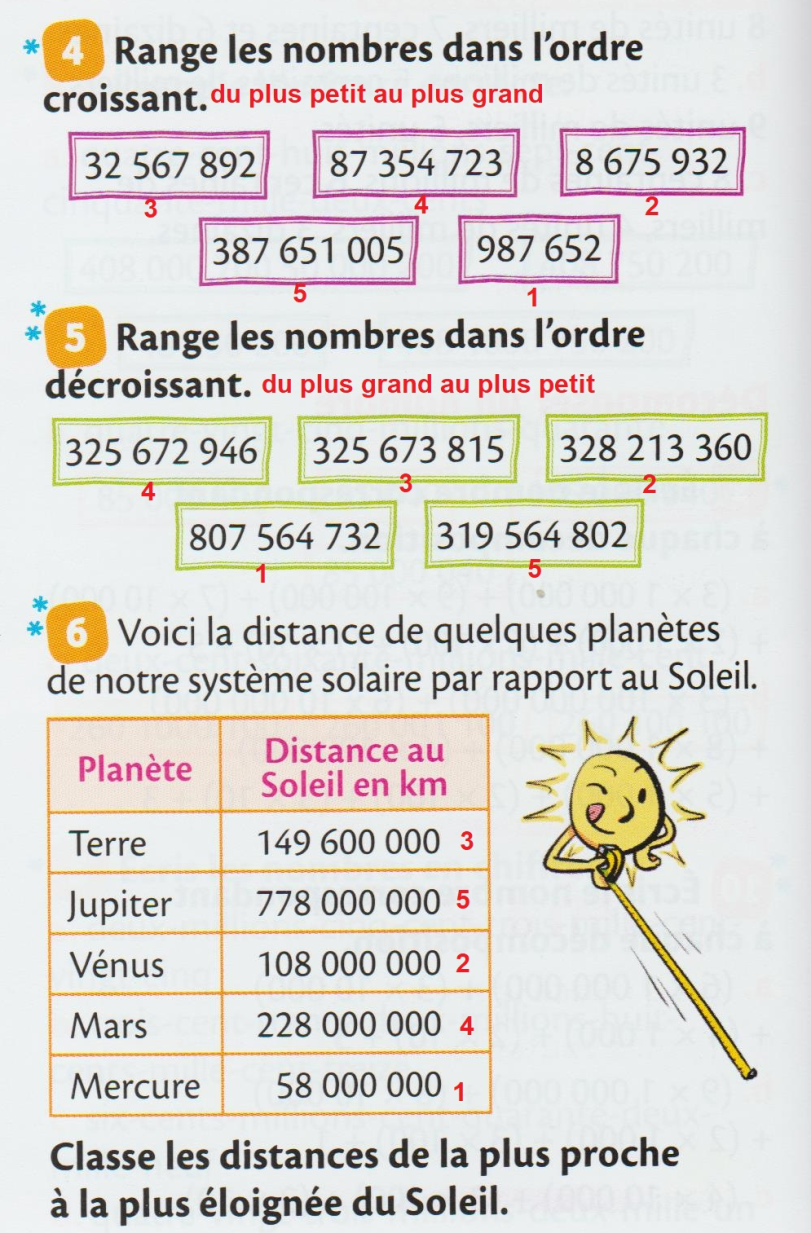 * 4 Range les nombres dans l'ordre
croissant. du plus petit au plus grand
32 567 892 87 354 723 8 675 932
3 4 2
387 651 005 987 652
5 1
*
* 5 Range les nombres dans l'ordre
décroissant. du plus grand au plus petit
325 672 946 325 673 815 328 213 360
4 3 2
807 564 732 319 564 802
1 5
*
* 6 Voici la distance de quelques planètes
de notre système solaire par rapport au Soleil.
Planète Distance au
Soleil en km
Terre 149 600 000 3
Jupiter 778 000 000 5
Vénus 108 000 000 2
Mars 228 000 000 4
Mercure 58 000 000 1
Classe les distances de la plus proche
à la plus éloignée du Soleil.